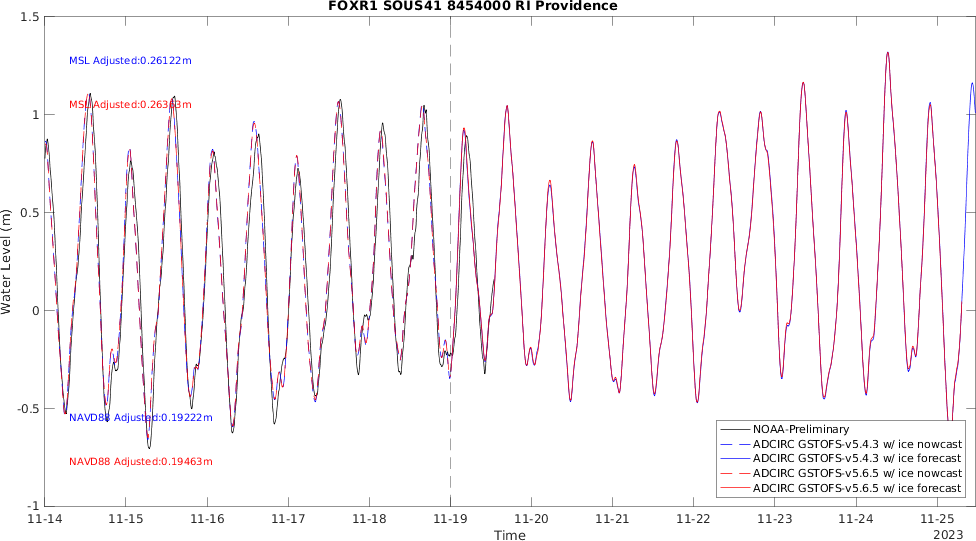 FOXR1 SOUS41 8454000 RI Providence
1.5
1
0.5
0
-0.5
-1
Water Level (m)
MSL Adjusted:0.26122m
MSL Adjusted:0.26363m
NAVD88 Adjusted:0.19222m
NAVD88 Adjusted:0.19463m
NOAA-Preliminary
ADCIRC GSTOFS-v5.4.3 w/ ice nowcast
ADCIRC GSTOFS-v5.4.3 w/ ice forecast
ADCIRC GSTOFS-v5.6.5 w/ ice nowcast
ADCIRC GSTOFS-v5.6.5 w/ ice forecast
11-14 11-15 11-16 11-17 11-18 11-19 11-20 11-21 11-22 11-23 11-24 11-25
Time
2023